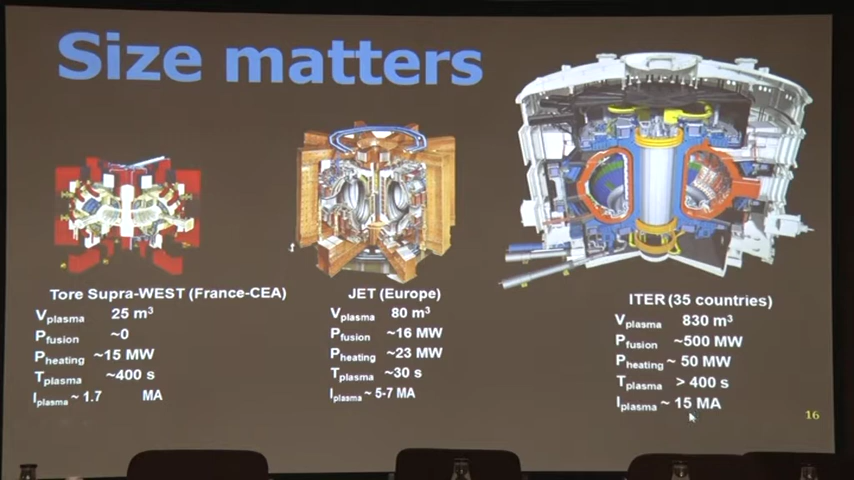 Size matters
Tore Supra-WEST (France-CEA)
Vplasma 25 m³
Pfusion ~0
Pheating ~15 MW
Tplasma ~400 s
Iplasma ~ 1.7 MA
JET (Europe)
Vplasma 80 m³
Pfusion ~16 MW
Pheating ~23 MW
Tplasma ~30 s
Iplasma ~ 5-7 MA
ITER (35 countries)
Vplasma 830 m³
Pfusion ~500 MW
Pheating ~ 50 MW
Tplasma > 400 s
Iplasma ~ 15 MA
16